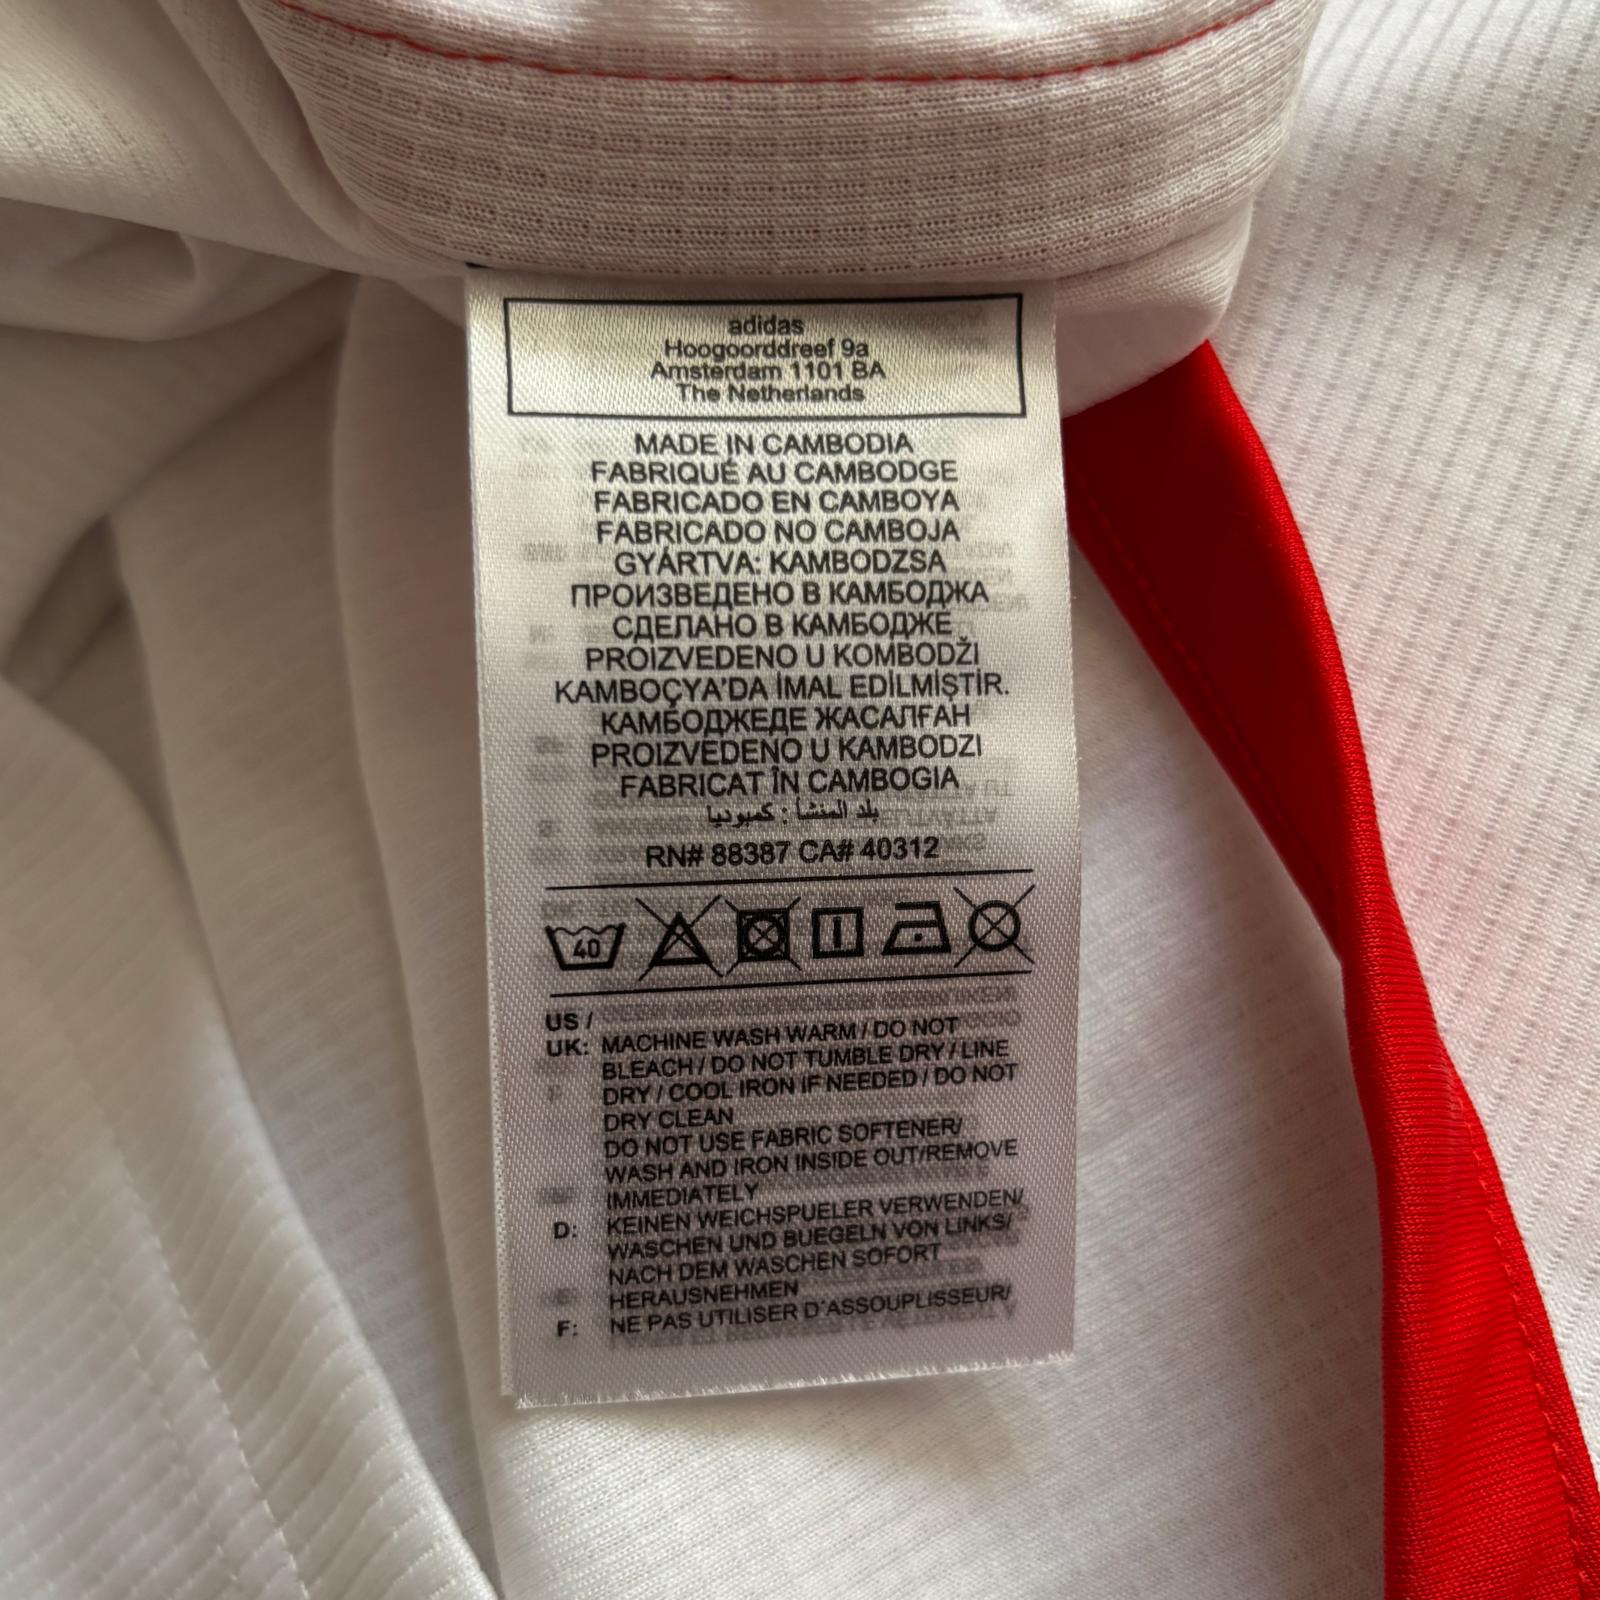 adidas
Hoogoorddreef 9a
Amsterdam 1101 BA
The Netherlands
MADE IN CAMBODIA
FABRIQUÉ AU CAMBODGE
FABRICADO EN CAMBOYA
FABRICADO NO CAMBOJA
GYÁRTVA: KAMBODZSA
ПРОИЗВЕДЕНО В КАМБОДЖА
СДЕЛАНО В КАМБОДЖЕ
PROIZVEDENO U KOMBODŽI
KAMBOÇYA'DA İMAL EDİLMİŞTİR.
КАМБОДЖЕДЕ ЖАСАЛҒАН
PROIZVEDENO U KAMBODZI
FABRICAT ÎN CAMBOGIA
بلد المنشأ : كمبوديا
RN# 88387 CA# 40312
40
US /
UK: MACHINE WASH WARM / DO NOT
BLEACH / DO NOT TUMBLE DRY / LINE
DRY / COOL IRON IF NEEDED / DO NOT
DRY CLEAN
DO NOT USE FABRIC SOFTENER/
WASH AND IRON INSIDE OUT/REMOVE
IMMEDIATELY
D: KEINEN WEICHSPUELER VERWENDEN/
WASCHEN UND BUEGELN VON LINKS/
NACH DEM WASCHEN SOFORT
HERAUSNEHMEN
F: NE PAS UTILISER D'ASSOUPLISSEUR/